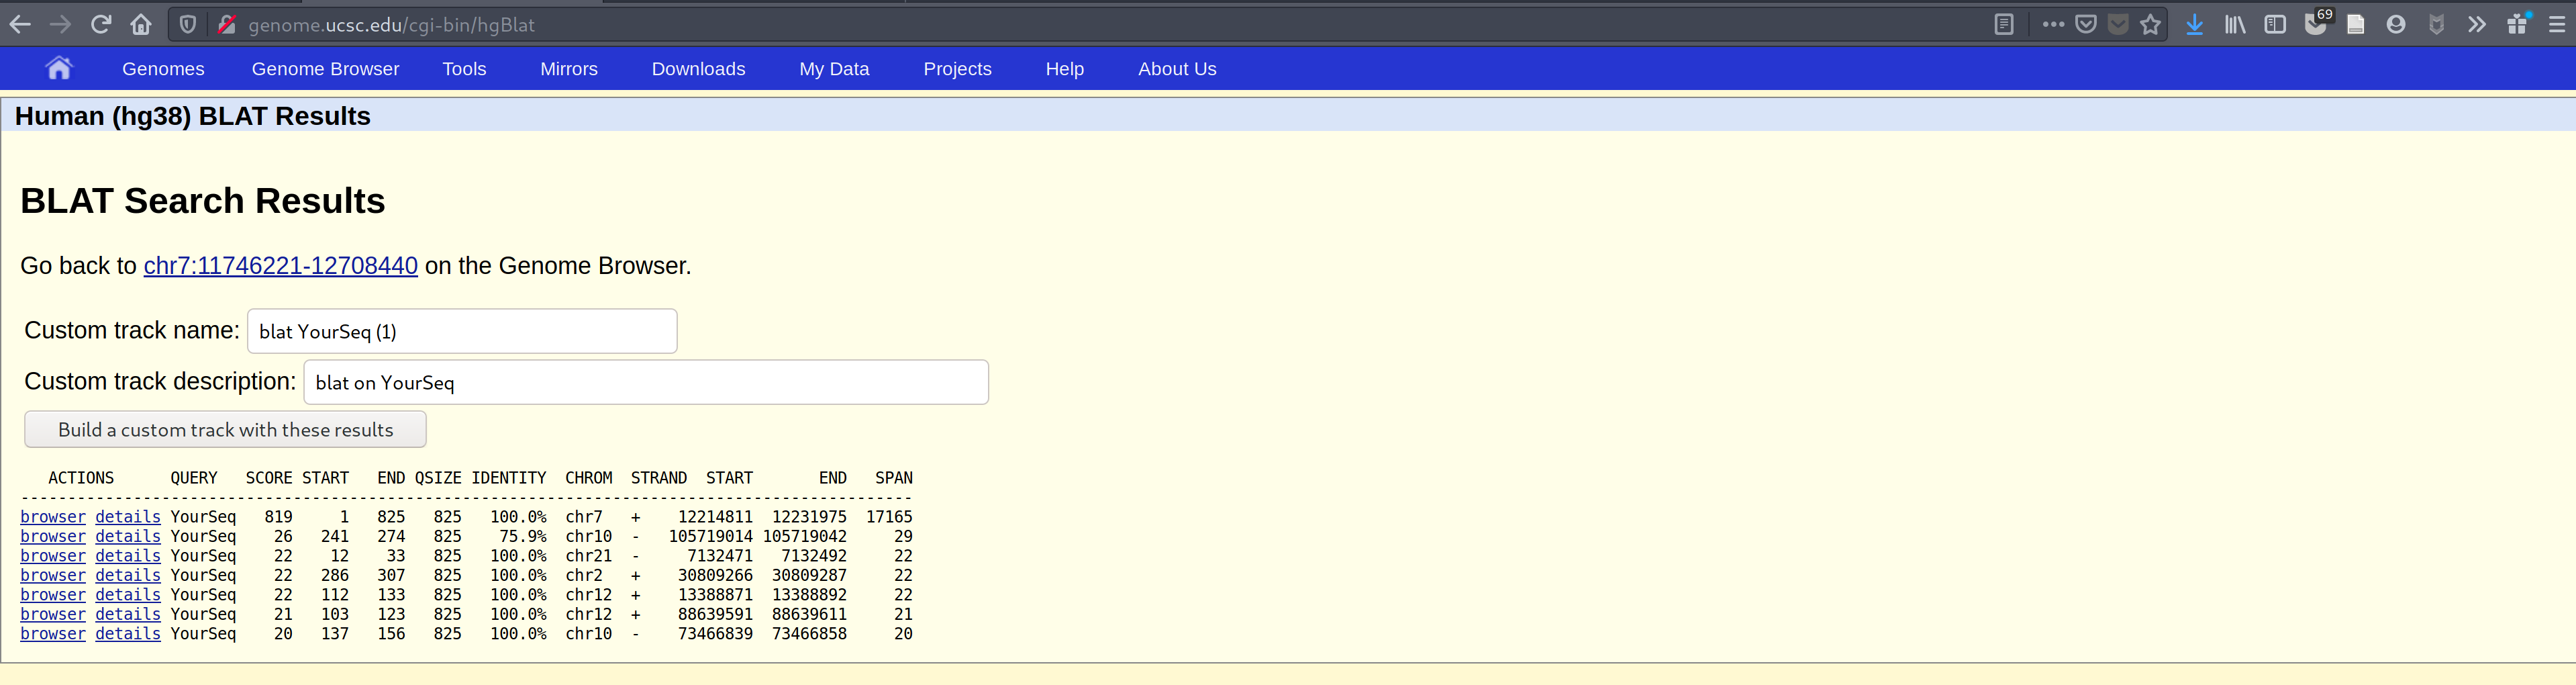 genome.ucsc.edu/cgi-bin/hgBlat
69
Genomes Genome Browser Tools Mirrors Downloads My Data Projects Help About Us
Human (hg38) BLAT Results
BLAT Search Results
Go back to chr7:11746221-12708440 on the Genome Browser.
Custom track name: blat YourSeq (1)
Custom track description: blat on YourSeq
Build a custom track with these results
ACTIONS QUERY SCORE START END QSIZE IDENTITY CHROM STRAND START END SPAN
-----------------------------------------------------------------------------------------------
browser details YourSeq 819 1 825 825 100.0% chr7 + 12214811 12231975 17165
browser details YourSeq 26 241 274 825 75.9% chr10 - 105719014 105719042 29
browser details YourSeq 22 12 33 825 100.0% chr21 - 7132471 7132492 22
browser details YourSeq 22 286 307 825 100.0% chr2 + 30809266 30809287 22
browser details YourSeq 22 112 133 825 100.0% chr12 + 13388871 13388892 22
browser details YourSeq 21 103 123 825 100.0% chr12 + 88639591 88639611 21
browser details YourSeq 20 137 156 825 100.0% chr10 - 73466839 73466858 20